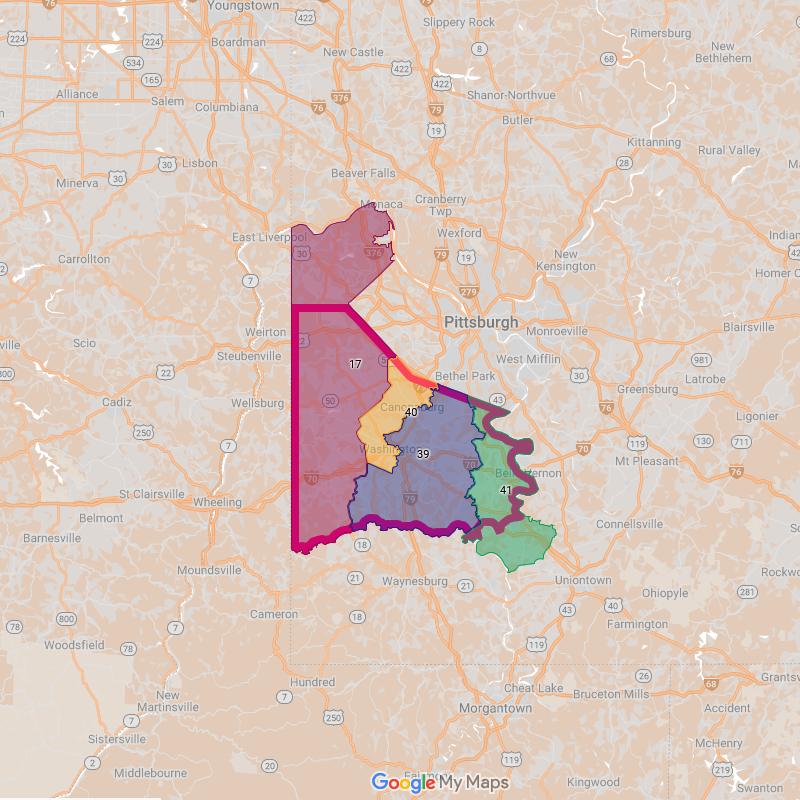 Youngstown
76
422
Slippery Rock
Rimersburg
224
224
Boardman
New Castle
8
68
New
Bethlehem
534
165
422
422
Alliance
Salem
Columbiana
376
Shanor-Northvue
76
79
Butler
19
Kittanning
Lisbon
28
Rural Valley
30
30
Minerva
Beaver Falls
Monaca
Cranberry
Twp
East Liverpool
Wexford
30
376
79
19
New
Kensington
Carrollton
7
279
Pittsburgh
Weirton
Monroeville
Blairsville
Scio
Steubenville
17
West Mifflin
981
22
Bethel Park
30
Latrobe
Greensburg
Cadiz
Wellsburg
50
Canonsburg
40
43
76
Ligonier
250
43
Washington
39
70
130
711
Mt Pleasant
70
70
Belle Vernon
St Clairsville
Wheeling
79
41
Belmont
Connellsville
Barnesville
18
Moundsville
21
Waynesburg
21
Uniontown
Ohiopyle
281
Rockwood
Cameron
18
43
40
Farmington
800
78
7
Woodsfield
78
119
Hundred
26
New
Martinsville
7
Cheat Lake
Bruceton Mills
68
250
Morgantown
Accident
7
Sistersville
McHenry
119
20
2
Middlebourne
219
Kingwood
Swanton
Google My Maps